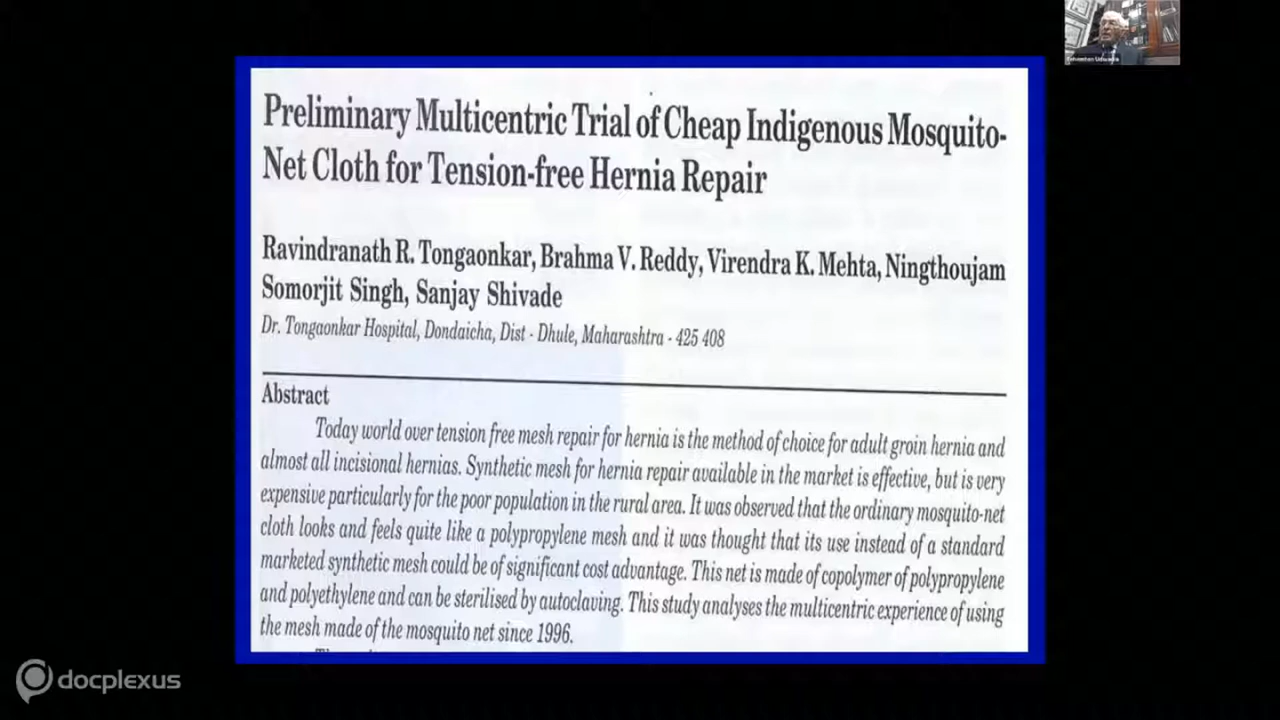 Preliminary Multicentric Trial of Cheap Indigenous Mosquito-
Net Cloth for Tension-free Hernia Repair
Ravindranath R. Tongaonkar, Brahma V. Reddy, Virendra K. Mehta, Ningthoujam
Somorjit Singh, Sanjay Shivade
Dr. Tongaonkar Hospital, Dondaicha, Dist - Dhule, Maharashtra - 425 408
Abstract
Today world over tension free mesh repair for hernia is the method of choice for adult groin hernia and
almost all incisional hernias. Synthetic mesh for hernia repair available in the market is effective, but is very
expensive particularly for the poor population in the rural area. It was observed that the ordinary mosquito-net
cloth looks and feels quite like a polypropylene mesh and it was thought that its use instead of a standard
marketed synthetic mesh could be of significant cost advantage. This net is made of copolymer of polypropylene
and polyethylene and can be sterilised by autoclaving. This study analyses the multicentric experience of using
the mesh made of the mosquito net since 1996.
docplexus